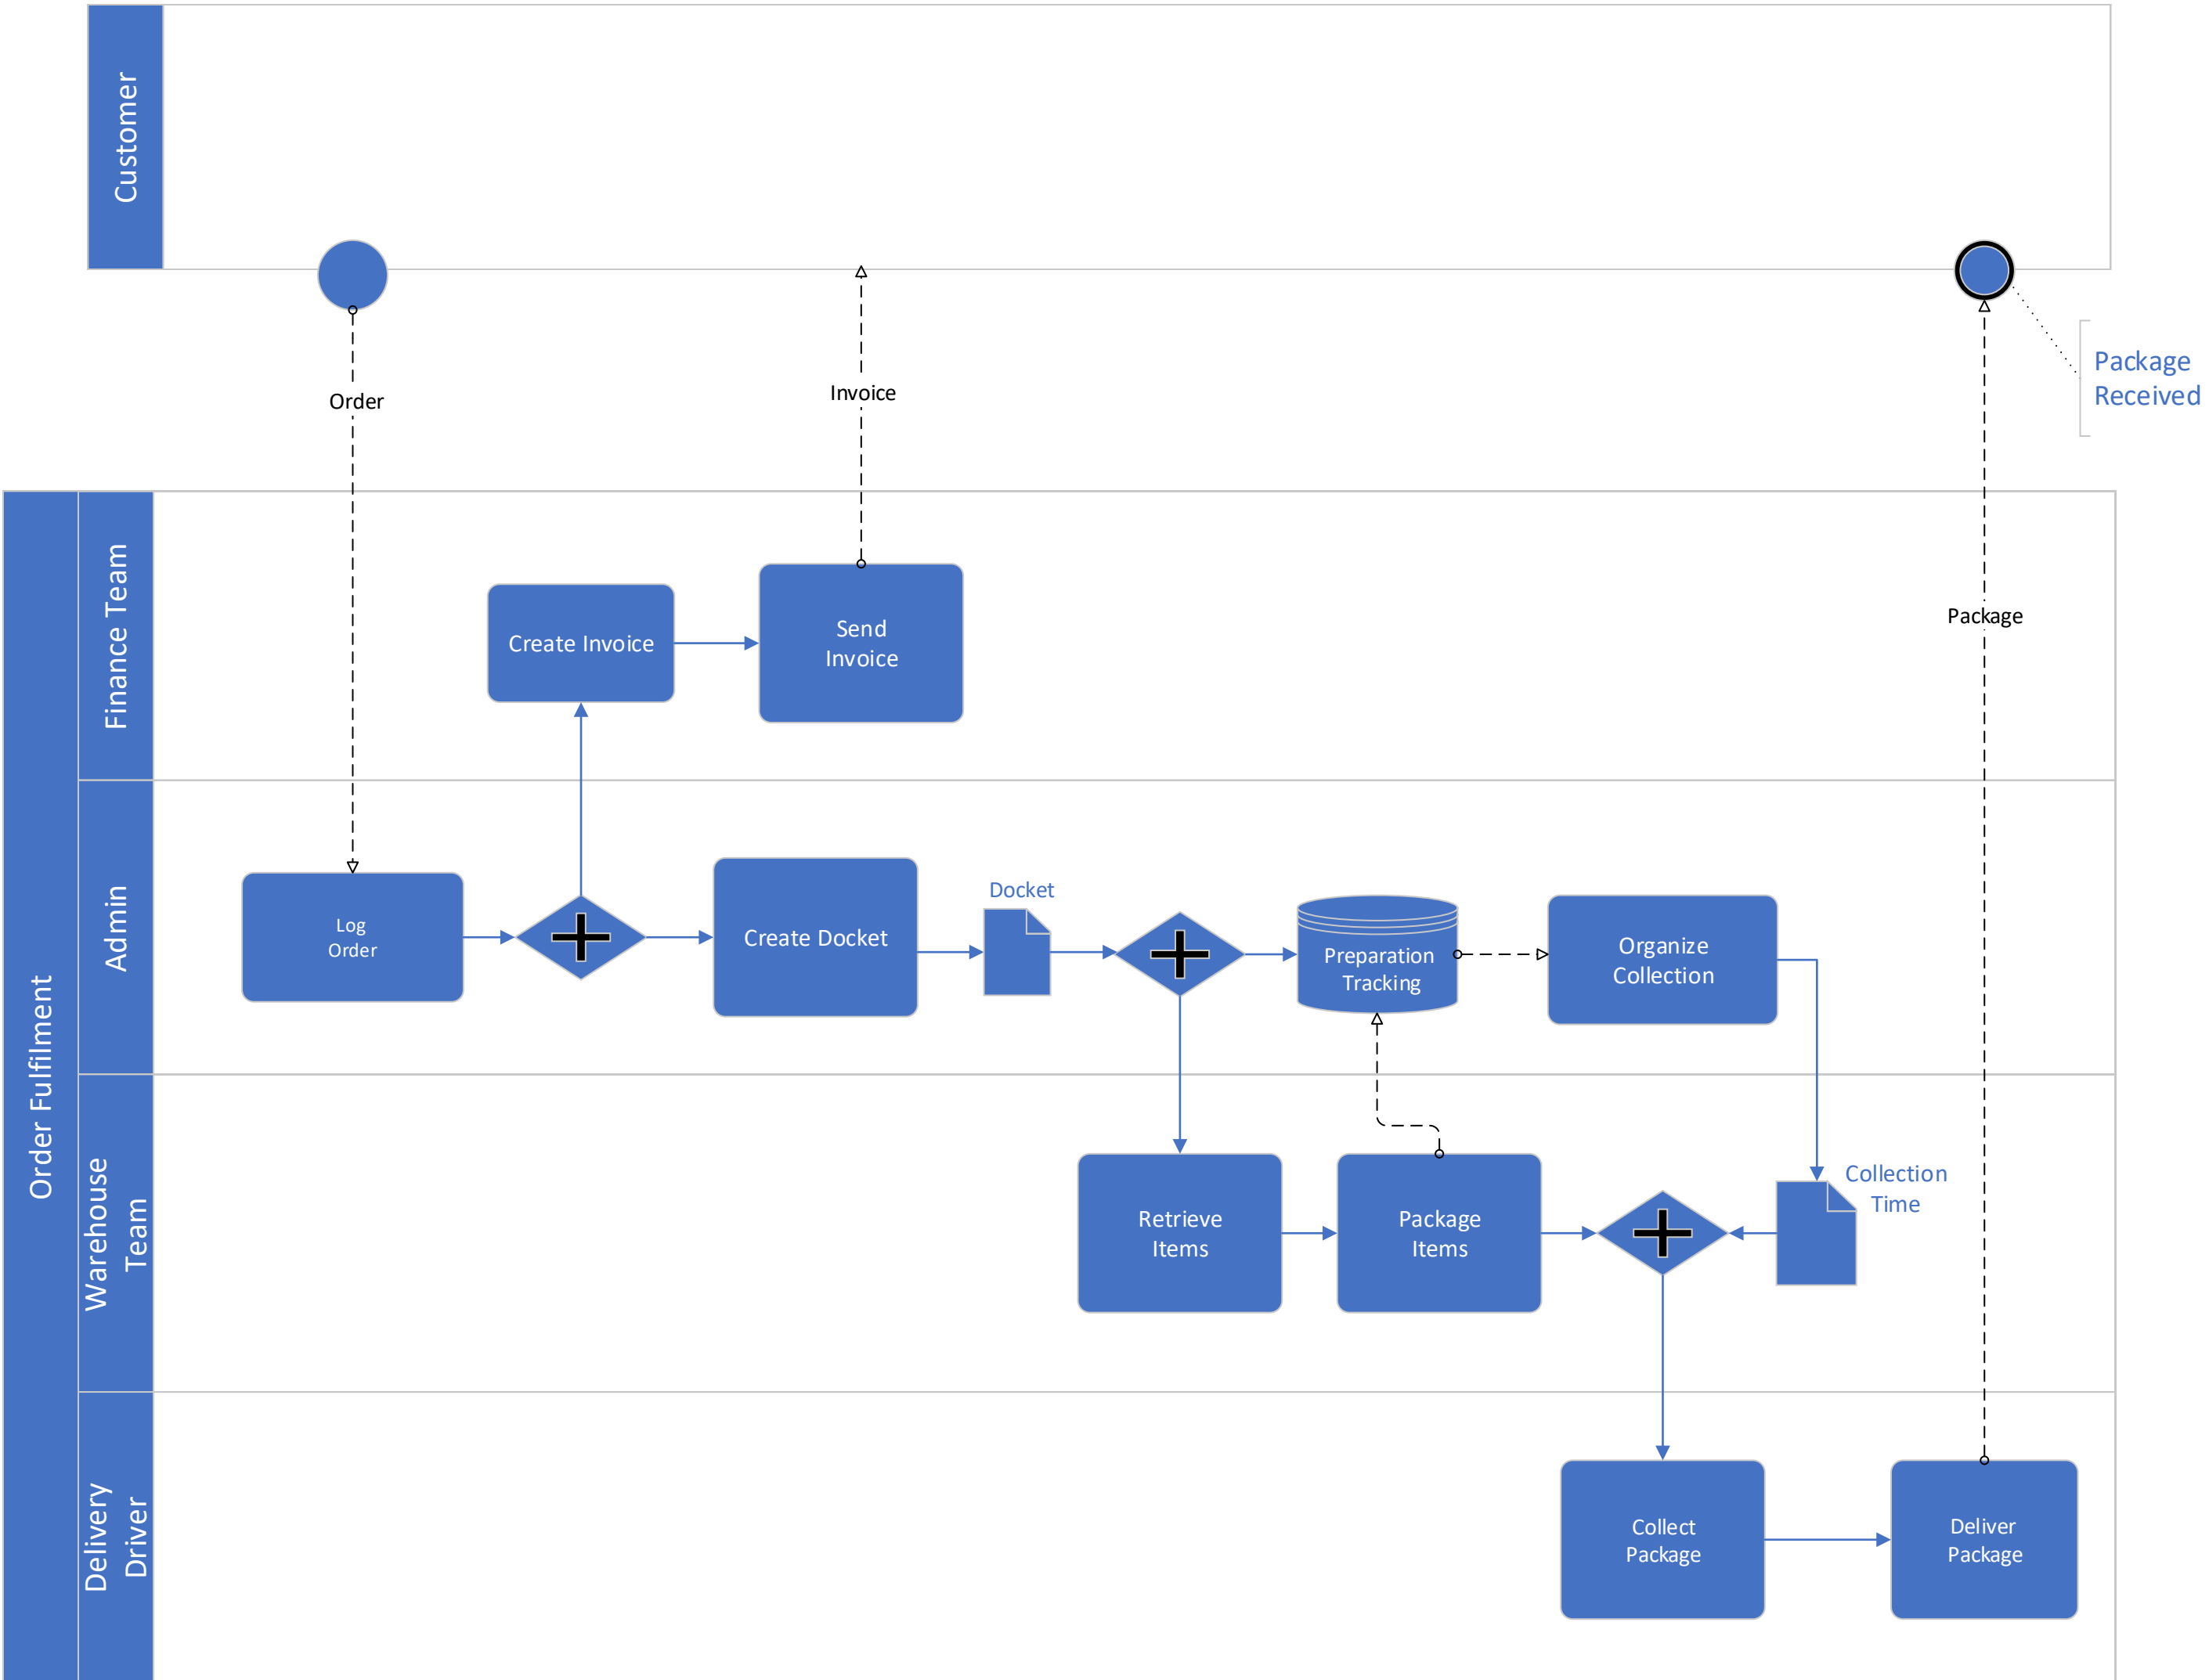 Customer
Order
Invoice
Package
Received
Package
Order Fulfilment
Finance Team
Create Invoice
Send
Invoice
Admin
Log
Order
Create Docket
Docket
Preparation
Tracking
Organize
Collection
Warehouse
Team
Retrieve
Items
Package
Items
Collection
Time
Delivery
Driver
Collect
Package
Deliver
Package